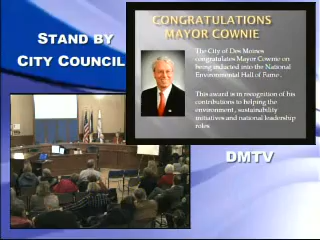 STAND BY
CITY COUNCIL
CONGRATULATIONS
MAYOR COWNIE
The City of Des Moines
congratulates Mayor Cownie on
being inducted into the National
Environmental Hall of Fame.
This award is in recognition of his
contributions to helping the
environment, sustainability
initiatives and national leadership
roles
DMTV